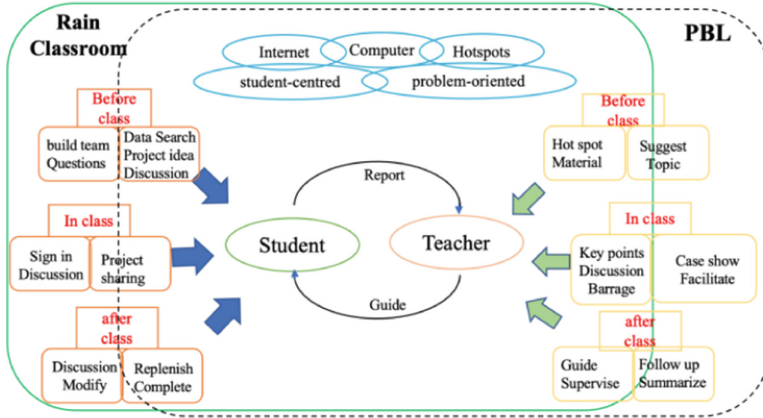 Rain
Classroom
PBL
Internet
Computer
Hotspots
student-centred
problem-oriented
Before
class
build team
Questions
Data Search
Project idea
Discussion
Before
class
Hot spot
Material
Suggest
Topic
Report
In class
Sign in
Discussion
Project
sharing
Student
Teacher
In class
Key points
Discussion
Barrage
Case show
Facilitate
Guide
after
class
Discussion
Modify
Replenish
Complete
after
class
Guide
Supervise
Follow up
Summarize